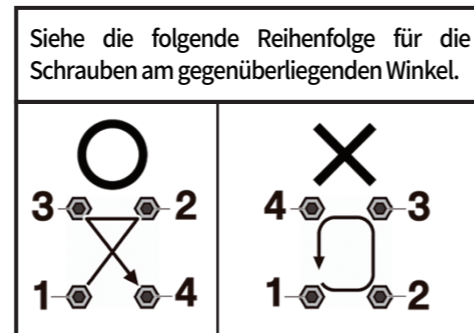 Siehe die folgende Reihenfolge für die
Schrauben am gegenüberliegenden Winkel.
3 2 4 3
1 4 1 2